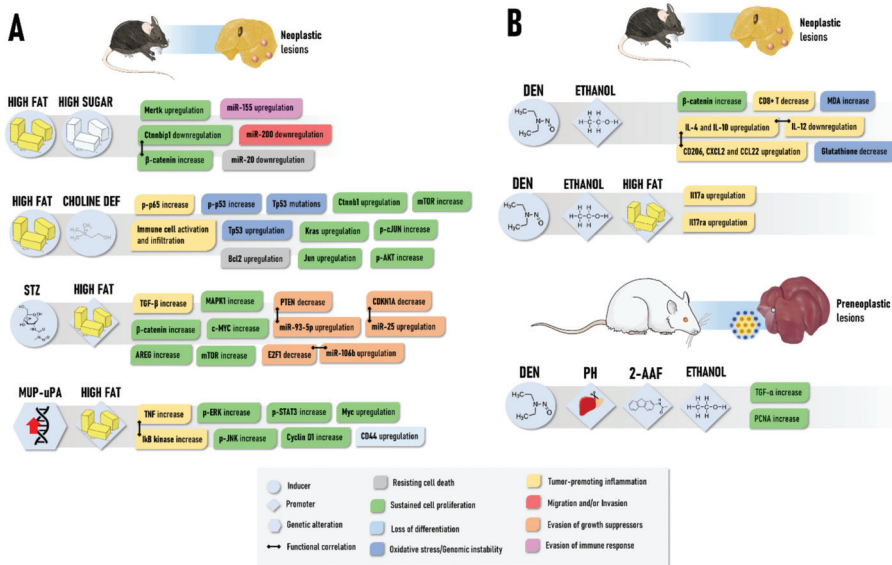 A
Neoplastic
lesions
HIGH FAT HIGH SUGAR
Mertk upregulation miR-155 upregulation
Ctnnbip1 downregulation miR-200 downregulation
β-catenin increase miR-20 downregulation
HIGH FAT CHOLINE DEF
p-p65 increase p-p53 increase Tp53 mutations Ctnnb1 upregulation mTOR increase
Immune cell activation
and infiltration
Tp53 upregulation Kras upregulation p-cJUN increase
Bcl2 upregulation Jun upregulation p-AKT increase
STZ HIGH FAT
TGF-β increase MAPK1 increase PTEN decrease CDKN1A decrease
β-catenin increase c-MYC increase miR-93-5p upregulation miR-25 upregulation
AREG increase mTOR increase E2F1 decrease miR-106b upregulation
MUP-uPA HIGH FAT
TNF increase p-ERK increase p-STAT3 increase Myc upregulation
IkB kinase increase p-JNK increase Cyclin D1 increase CD44 upregulation
B
Neoplastic
lesions
DEN ETHANOL
β-catenin increase CD8+ T decrease MDA increase
IL-4 and IL-10 upregulation IL-12 downregulation
CD206, CXCL2 and CCL22 upregulation Glutathione decrease
DEN ETHANOL HIGH FAT
Il17a upregulation
Il17ra upregulation
Preneoplastic
lesions
DEN PH 2-AAF ETHANOL
TGF-α increase
PCNA increase
Inducer
Promoter
Genetic alteration
Functional correlation
Resisting cell death
Sustained cell proliferation
Loss of differentiation
Oxidative stress/Genomic instability
Tumor-promoting inflammation
Migration and/or Invasion
Evasion of growth suppressors
Evasion of immune response